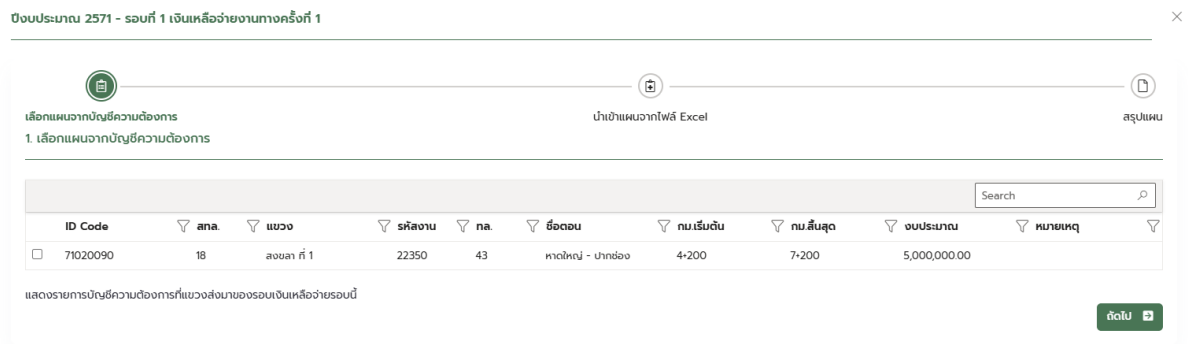 ปีงบประมาณ 2571 - รอบที่ 1 เงินเหลือจ่ายงานทางครั้งที่ 1
เลือกแผนจากบัญชีความต้องการ นำเข้าแผนจากไฟล์ Excel สรุปแผน
1. เลือกแผนจากบัญชีความต้องการ
Search
ID Code สทล. แขวง รหัสงาน ทล. ชื่อตอน กม.เริ่มต้น กม.สิ้นสุด งบประมาณ หมายเหตุ
71020090 18 สงขลา ที่ 1 22350 43 หาดใหญ่ - ปากช่อง 4+200 7+200 5,000,000.00
แสดงรายการบัญชีความต้องการที่แขวงส่งมาของรอบเงินเหลือจ่ายรอบนี้
ถัดไป